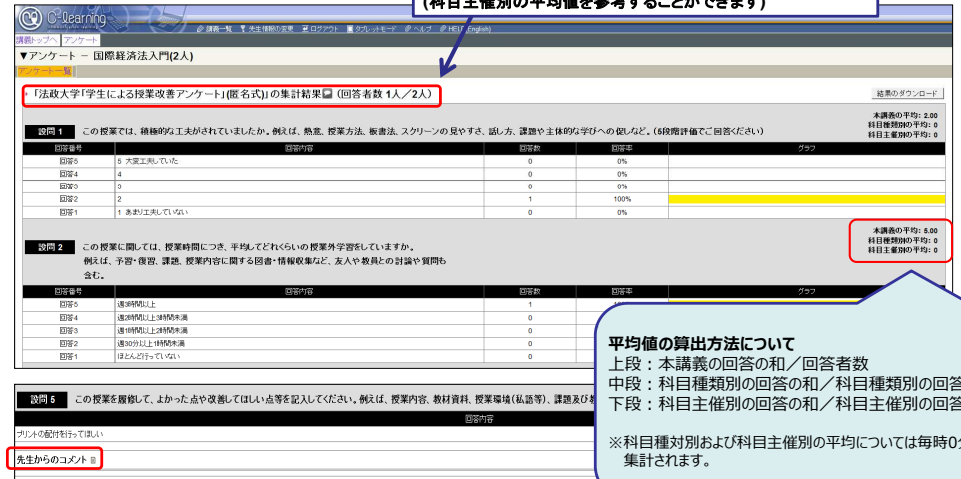 (科目主催別の平均値を参考することができます)
C-Learning
講義一覧 先生情報の変更 ログアウト タブレットモード ヘルプ HELP(English)
講義トップへ アンケート
▼アンケート － 国際経済法入門(2人)
アンケート一覧
「法政大学「学生による授業改善アンケート」(匿名式)」の集計結果 (回答者数 1人／2人)
結果のダウンロード
設問 1 この授業では、積極的な工夫がされていましたか。例えば、熱意、授業方法、板書法、スクリーンの見やすさ、話し方、課題や主体的な学びへの促しなど。(5段階評価でご回答ください)
本講義の平均: 2.00
科目種類別の平均: 0
科目主催別の平均: 0
回答番号 回答内容 回答数 回答率 グラフ
回答5 5 大変工夫していた 0 0%
回答4 4 0 0%
回答3 3 0 0%
回答2 2 1 100%
回答1 1 あまり工夫していない 0 0%
設問 2 この授業に関しては、授業時間につき、平均してどれくらいの授業外学習をしていますか。
例えば、予習・復習、課題、授業内容に関する図書・情報収集など、友人や教員との討論や質問も
含む。
本講義の平均: 5.00
科目種類別の平均: 0
科目主催別の平均: 0
回答番号 回答内容 回答数 回答率 グラフ
回答5 週3時間以上 1
回答4 週2時間以上3時間未満 0
回答3 週1時間以上2時間未満 0
回答2 週30分以上1時間未満 0
回答1 ほとんど行っていない 0
平均値の算出方法について
上段：本講義の回答の和／回答者数
中段：科目種類別の回答の和／科目種類別の回答
下段：科目主催別の回答の和／科目主催別の回答
※科目種対別および科目主催別の平均については毎時0分
集計されます。
設問 5 この授業を履修して、よかった点や改善してほしい点等を記入してください。例えば、授業内容、教材資料、授業環境(私語等)、課題及び
回答内容
プリントの配付を行ってほしい
先生からのコメント